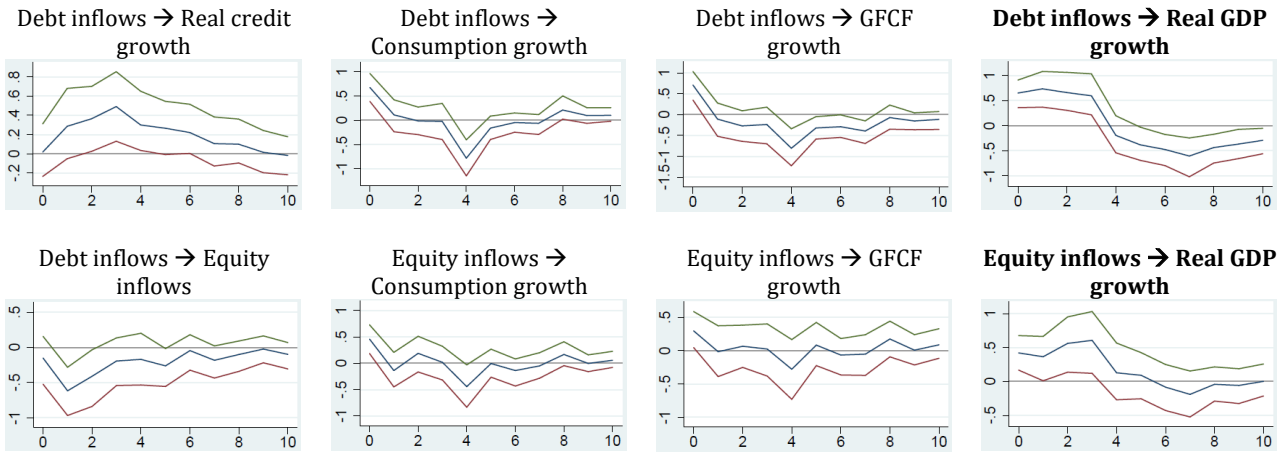 Debt inflows → Real credit
growth
Debt inflows →
Consumption growth
Debt inflows → GFCF
growth
Debt inflows → Real GDP
growth
.8
.6
.4
.2
0
-.2
0 2 4 6 8 10
1
.5
0
-.5
-1
0 2 4 6 8 10
1
.5
0
-.5
-1
-1.5
0 2 4 6 8 10
1
.5
0
-.5
-1
0 2 4 6 8 10
Debt inflows → Equity
inflows
Equity inflows →
Consumption growth
Equity inflows → GFCF
growth
Equity inflows → Real GDP
growth
.5
0
-.5
-1
0 2 4 6 8 10
1
.5
0
-.5
-1
0 2 4 6 8 10
.5
0
-.5
-1
0 2 4 6 8 10
1
.5
0
-.5
0 2 4 6 8 10